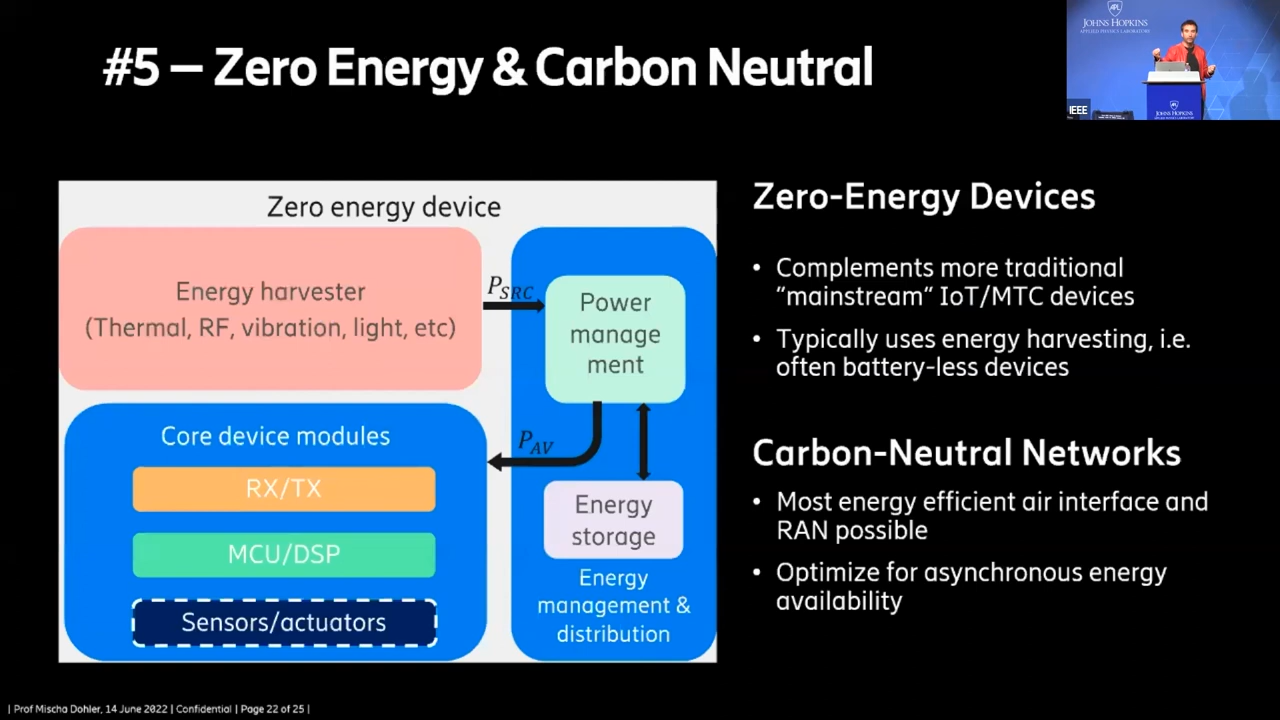 #5 – Zero Energy & Carbon Neutral
JOHNS HOPKINS
APPLIED PHYSICS LABORATORY
IEEE
JOHNS HOPKINS
Zero energy device
Energy harvester
(Thermal, RF, vibration, light, etc)
P_SRC
Power
manage
ment
Core device modules
P_AV
RX/TX
MCU/DSP
Sensors/actuators
Energy
storage
Energy
management &
distribution
Zero-Energy Devices
• Complements more traditional
“mainstream“ IoT/MTC devices
• Typically uses energy harvesting, i.e.
often battery-less devices
Carbon-Neutral Networks
• Most energy efficient air interface and
RAN possible
• Optimize for asynchronous energy
availability
| Prof Mischa Dohler, 14 June 2022 | Confidential | Page 22 of 25 |